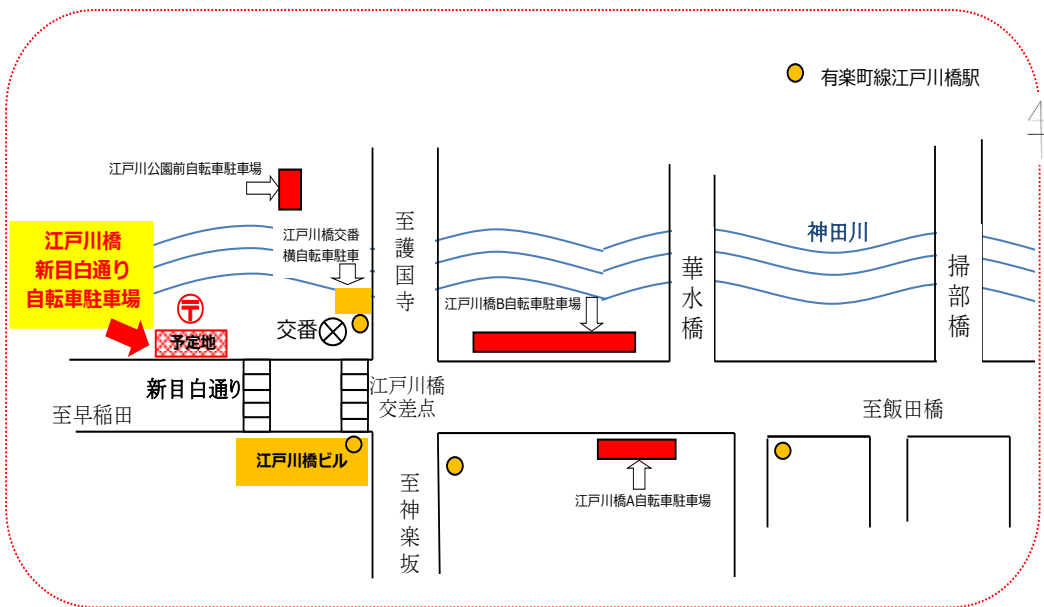 有楽町線江戸川橋駅
4
江戸川公園前自転車駐車場
江戸川橋
新目白通り
自転車駐車場
江戸川橋交番
横自転車駐車
至護国寺
神田川
華水橋
掃部橋
江戸川橋B自転車駐車場
〒
交番
予定地
新目白通り
江戸川橋
交差点
至早稲田
至飯田橋
江戸川橋ビル
至神楽坂
江戸川橋A自転車駐車場